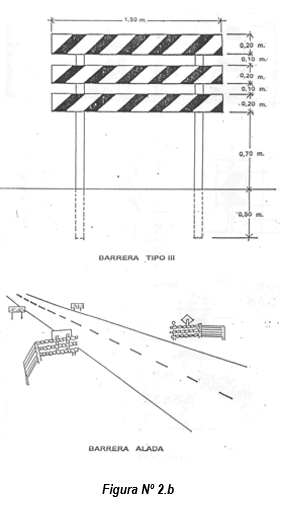 1,50 m.
0,20 m.
0,10 m.
0,20 m.
0,10 m.
0,20 m.
0,70 m.
0,50 m.
BARRERA TIPO III
BARRERA ALADA
Figura Nº 2.b